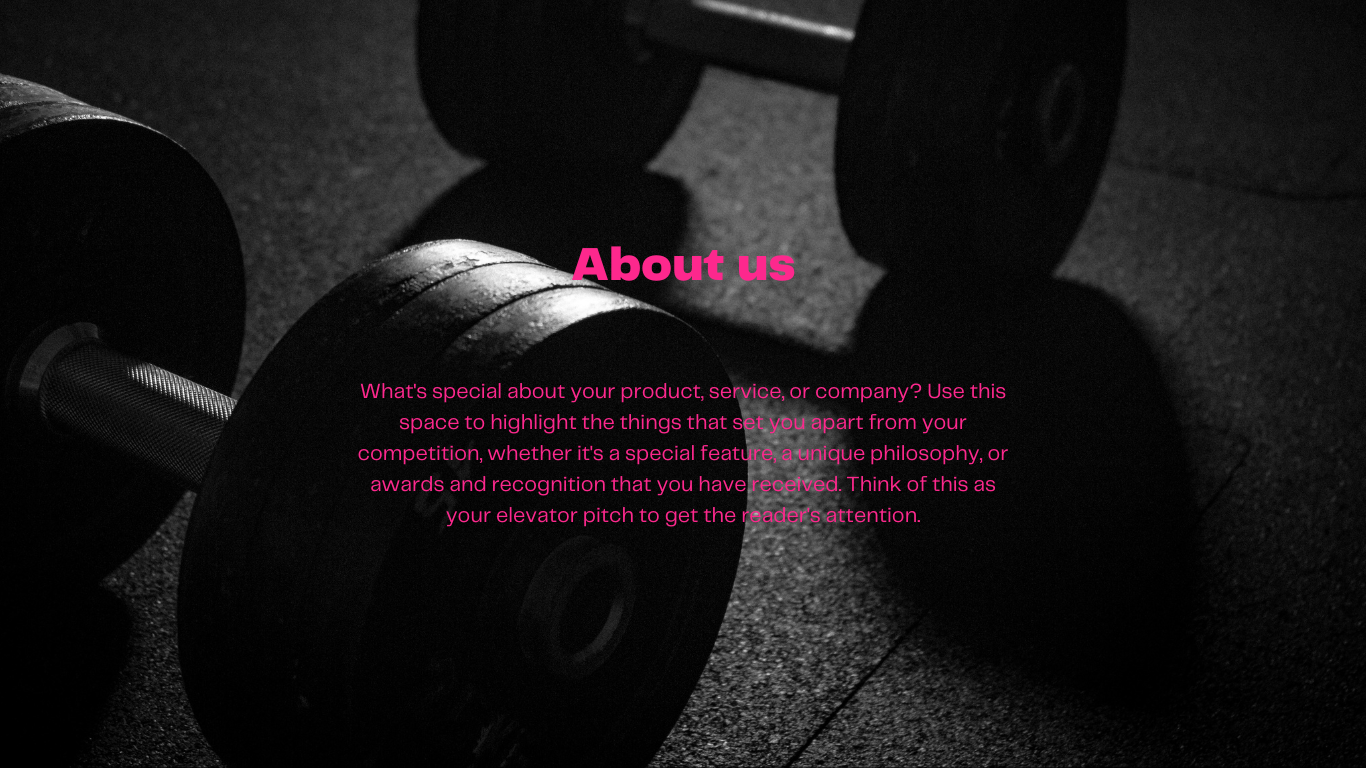 About us
What's special about your product, service, or company? Use this
space to highlight the things that set you apart from your
competition, whether it's a special feature, a unique philosophy, or
awards and recognition that you have received. Think of this as
your elevator pitch to get the reader's attention.